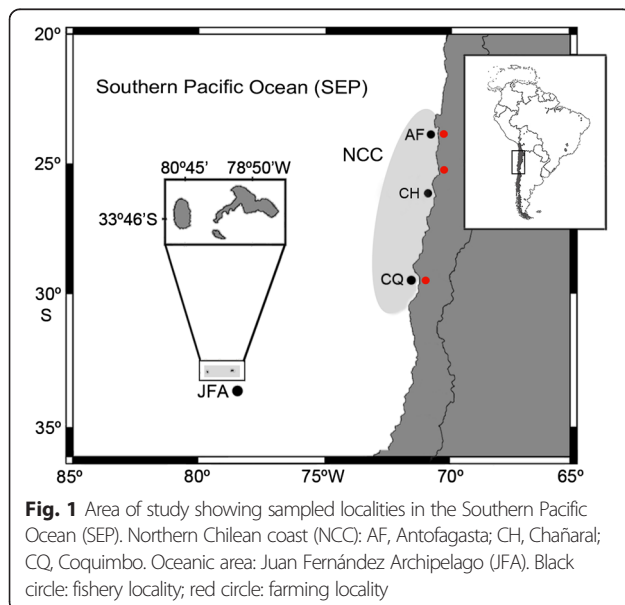 20º
Southern Pacific Ocean (SEP)
AF
NCC
25º
80º45’ 78º50’W
CH
33º46’S
CQ
30º
S
JFA
35º
85º 80º 75ºW 70º 65º
Fig. 1 Area of study showing sampled localities in the Southern Pacific
Ocean (SEP). Northern Chilean coast (NCC): AF, Antofagasta; CH, Chañaral;
CQ, Coquimbo. Oceanic area: Juan Fernández Archipelago (JFA). Black
circle: fishery locality; red circle: farming locality